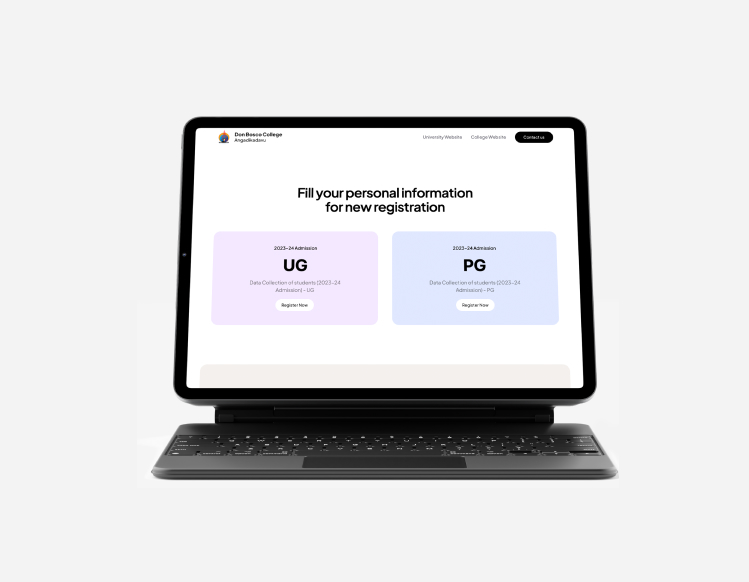 Don Bosco College
Angadikadavu
University Website
College Website
Contact us
Fill your personal information
for new registration
2023-24 Admission
UG
Data Collection of students (2023-24
Admission) - UG
Register Now
2023-24 Admission
PG
Data Collection of students (2023-24
Admission) - PG
Register Now